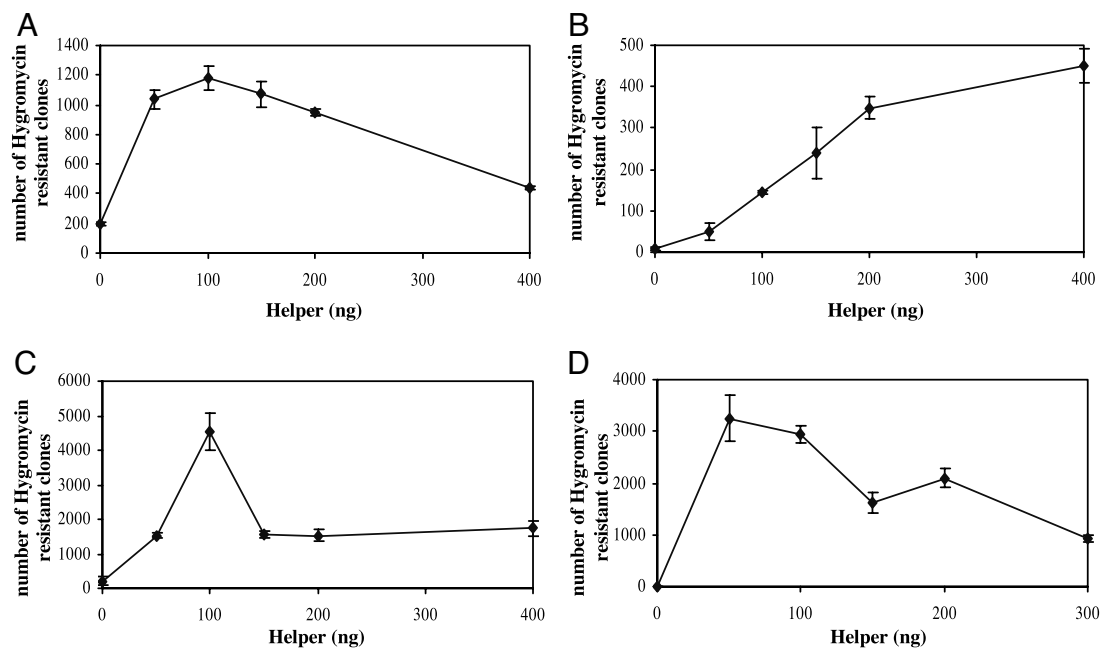 A
number of Hygromycin
resistant clones
1400
1200
1000
800
600
400
200
0
0 100 200 300 400
Helper (ng)
B
number of Hygromycin
resistant clones
500
400
300
200
100
0
0 100 200 300 400
Helper (ng)
C
number of Hygromycin
resistant clones
6000
5000
4000
3000
2000
1000
0
0 100 200 300 400
Helper (ng)
D
number of Hygromycin
resistant clones
4000
3000
2000
1000
0
0 100 200 300
Helper (ng)